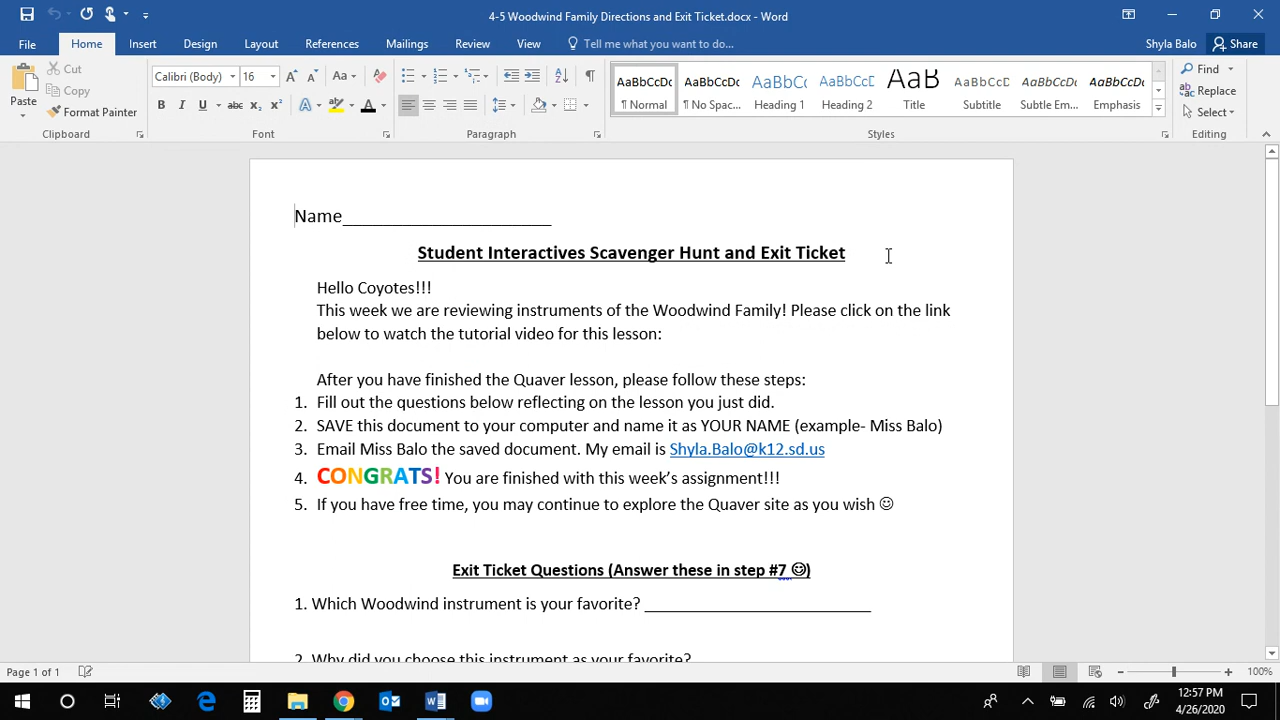 4-5 Woodwind Family Directions and Exit Ticket.docx - Word
File Home Insert Design Layout References Mailings Review View Tell me what you want to do... Shyla Balo Share
Paste Cut Copy Format Painter
Calibri (Body) 16
AaBbCcDc AaBbCcDc AaBbCc AaBbCcD AaB AaBbCcD AaBbCcDc AaBbCcDc
¶ Normal ¶ No Spac... Heading 1 Heading 2 Title Subtitle Subtle Em... Emphasis
Find Replace Select
Clipboard Font Paragraph Styles Editing
Name______________________
Student Interactives Scavenger Hunt and Exit Ticket
Hello Coyotes!!!
This week we are reviewing instruments of the Woodwind Family! Please click on the link
below to watch the tutorial video for this lesson:
After you have finished the Quaver lesson, please follow these steps:
1. Fill out the questions below reflecting on the lesson you just did.
2. SAVE this document to your computer and name it as YOUR NAME (example- Miss Balo)
3. Email Miss Balo the saved document. My email is Shyla.Balo@k12.sd.us
4. CONGRATS! You are finished with this week's assignment!!!
5. If you have free time, you may continue to explore the Quaver site as you wish ☺
Exit Ticket Questions (Answer these in step #7 ☺)
1. Which Woodwind instrument is your favorite? ________________________
2. Why did you choose this instrument as your favorite?
Page 1 of 1 100%
12:57 PM
4/26/2020